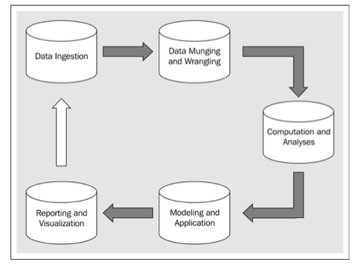 Data Ingestion
Data Munging
and Wrangling
Computation and
Analyses
Modeling and
Application
Reporting and
Visualization